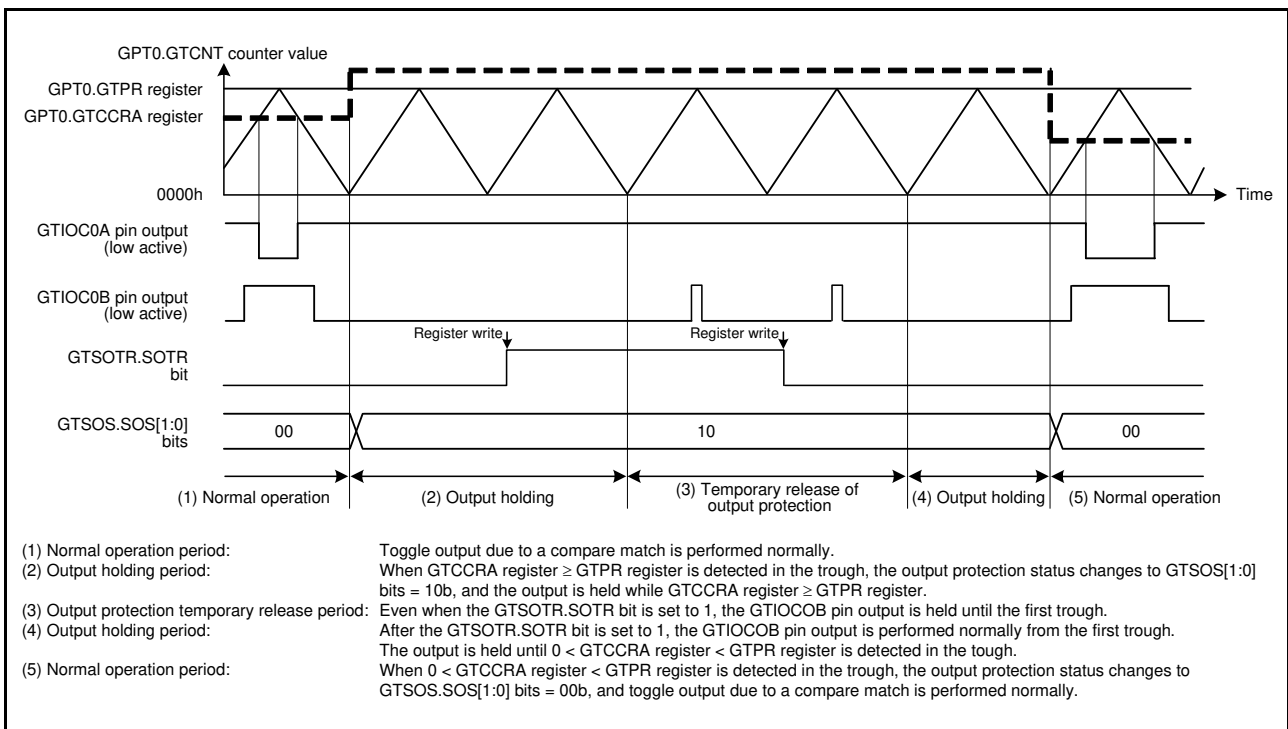 GPT0.GTCNT counter value
GPT0.GTPR register
GPT0.GTCCRA register
0000h
Time
GTIOC0A pin output
(low active)
GTIOC0B pin output
(low active)
Register write
Register write
GTSOTR.SOTR
bit
GTSOS.SOS[1:0]
bits
00
10
00
(1) Normal operation
(2) Output holding
(3) Temporary release of
output protection
(4) Output holding
(5) Normal operation
(1) Normal operation period: Toggle output due to a compare match is performed normally.
(2) Output holding period: When GTCCRA register ≥ GTPR register is detected in the trough, the output protection status changes to GTSOS[1:0]
bits = 10b, and the output is held while GTCCRA register ≥ GTPR register.
(3) Output protection temporary release period: Even when the GTSOTR.SOTR bit is set to 1, the GTIOCOB pin output is held until the first trough.
(4) Output holding period: After the GTSOTR.SOTR bit is set to 1, the GTIOCOB pin output is performed normally from the first trough.
The output is held until 0 < GTCCRA register < GTPR register is detected in the tough.
(5) Normal operation period: When 0 < GTCCRA register < GTPR register is detected in the trough, the output protection status changes to
GTSOS.SOS[1:0] bits = 00b, and toggle output due to a compare match is performed normally.